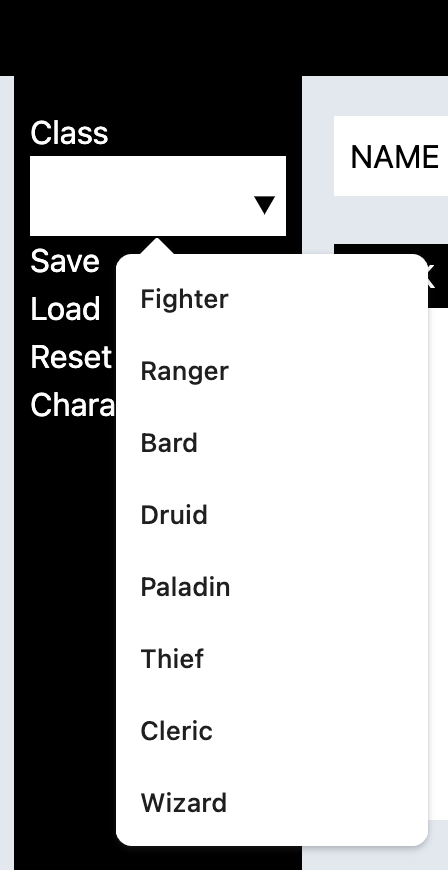 Class
NAME
Save
Load
Reset
Chara
Fighter
Ranger
Bard
Druid
Paladin
Thief
Cleric
Wizard